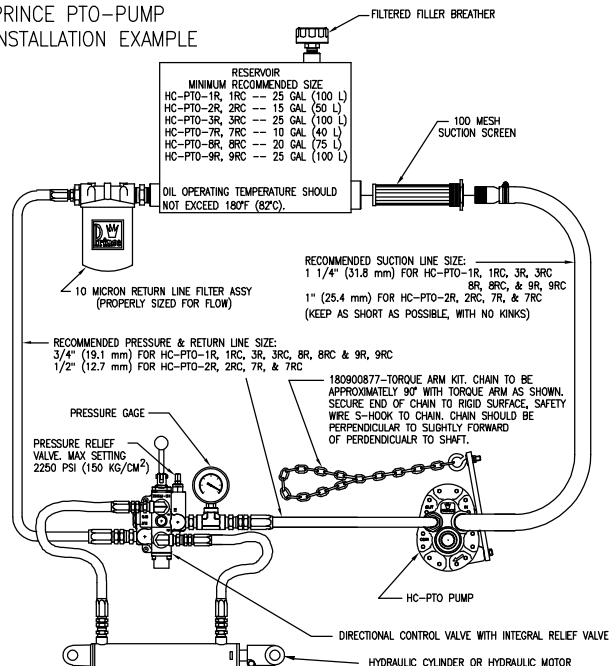 PRINCE PTO-PUMP
INSTALLATION EXAMPLE
FILTERED FILLER BREATHER
RESERVOIR
MINIMUM RECOMMENDED SIZE
HC-PTO-1R, 1RC -- 25 GAL (100 L)
HC-PTO-2R, 2RC -- 15 GAL (50 L)
HC-PTO-3R, 3RC -- 25 GAL (100 L)
HC-PTO-7R, 7RC -- 10 GAL (40 L)
HC-PTO-8R, 8RC -- 20 GAL (75 L)
HC-PTO-9R, 9RC -- 25 GAL (100 L)
OIL OPERATING TEMPERATURE SHOULD
NOT EXCEED 180°F (82°C).
100 MESH
SUCTION SCREEN
Prince
10 MICRON RETURN LINE FILTER ASSY
(PROPERLY SIZED FOR FLOW)
RECOMMENDED SUCTION LINE SIZE:
1 1/4" (31.8 mm) FOR HC-PTO-1R, 1RC, 3R, 3RC
8R, 8RC, & 9R, 9RC
1" (25.4 mm) FOR HC-PTO-2R, 2RC, 7R, & 7RC
(KEEP AS SHORT AS POSSIBLE, WITH NO KINKS)
RECOMMENDED PRESSURE & RETURN LINE SIZE:
3/4" (19.1 mm) FOR HC-PTO-1R, 1RC, 3R, 3RC, 8R, 8RC & 9R, 9RC
1/2" (12.7 mm) FOR HC-PTO-2R, 2RC, 7R, & 7RC
180900877-TORQUE ARM KIT. CHAIN TO BE
APPROXIMATELY 90° WITH TORQUE ARM AS SHOWN.
SECURE END OF CHAIN TO RIGID SURFACE, SAFETY
WIRE S-HOOK TO CHAIN. CHAIN SHOULD BE
PERPENDICULAR TO SLIGHTLY FORWARD
OF PERDENDICUALR TO SHAFT.
PRESSURE GAGE
PRESSURE RELIEF
VALVE. MAX SETTING
2250 PSI (150 KG/CM²)
HC-PTO PUMP
DIRECTIONAL CONTROL VALVE WITH INTEGRAL RELIEF VALVE
HYDRAULIC CYLINDER OR HYDRAULIC MOTOR